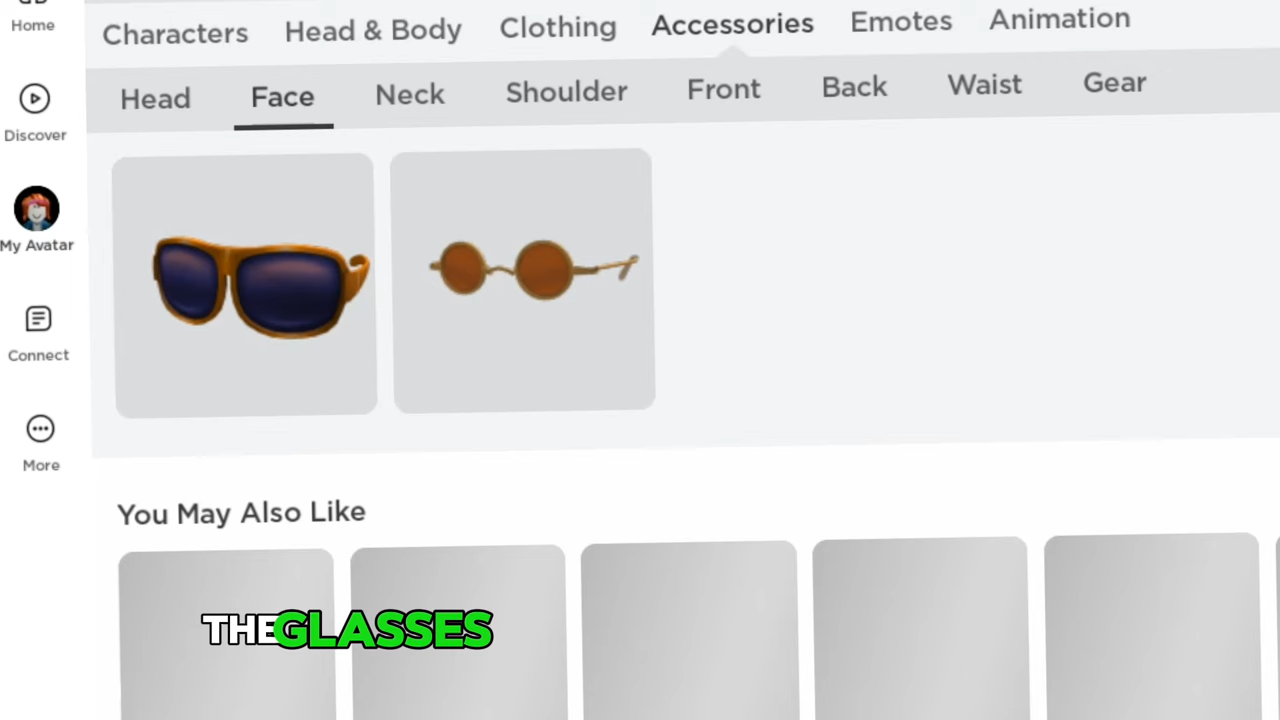 Home
Discover
My Avatar
Connect
More
Characters Head & Body Clothing Accessories Emotes Animation
Head Face Neck Shoulder Front Back Waist Gear
You May Also Like
THE GLASSES